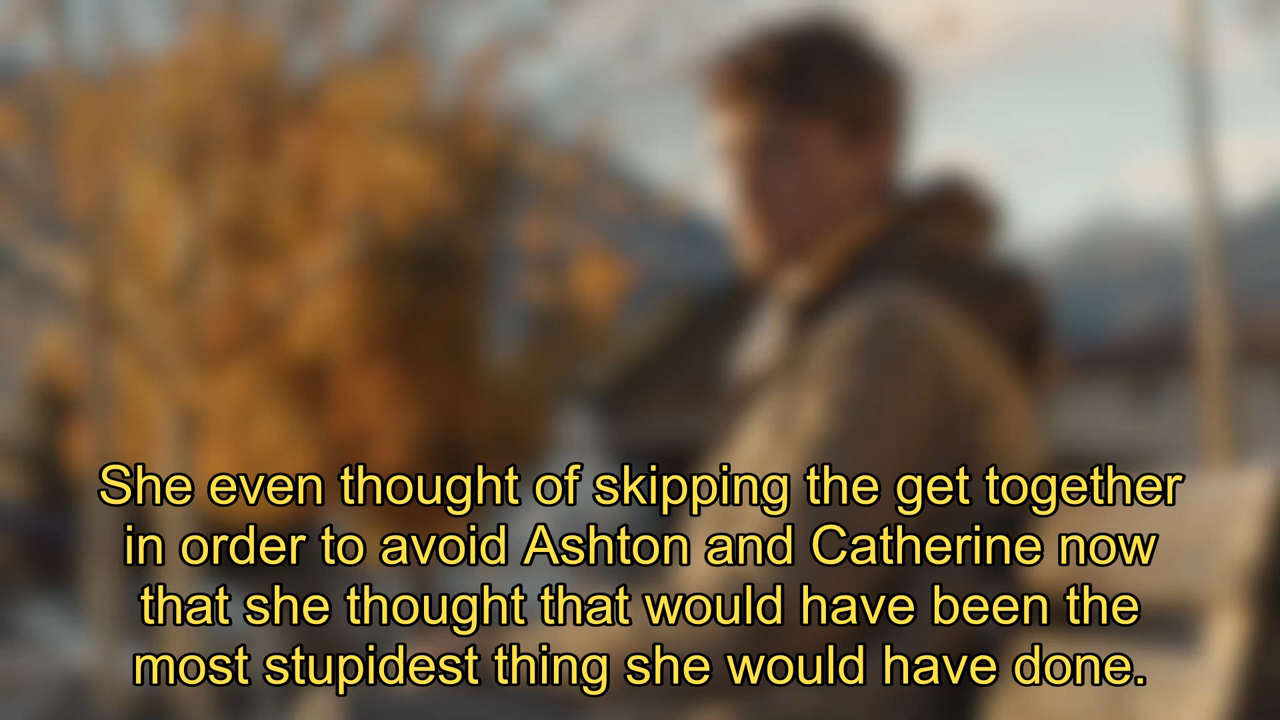 She even thought of skipping the get together
in order to avoid Ashton and Catherine now
that she thought that would have been the
most stupidest thing she would have done.